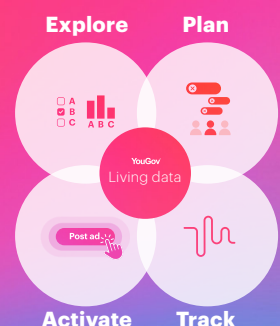 Explore Plan
A
B
C
A B C
YouGov
Living data
Post ad
Activate Track